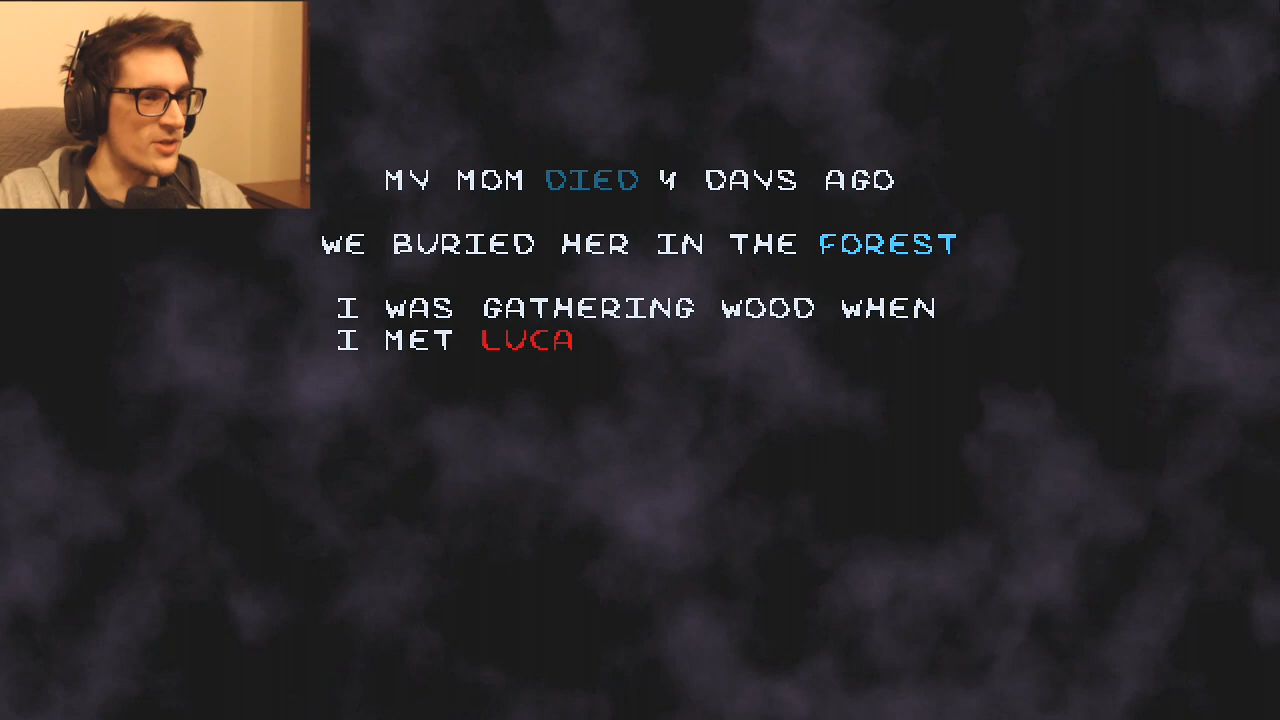 MY MOM DIED 4 DAYS AGO
WE BURIED HER IN THE FOREST
I WAS GATHERING WOOD WHEN
I MET LUCA